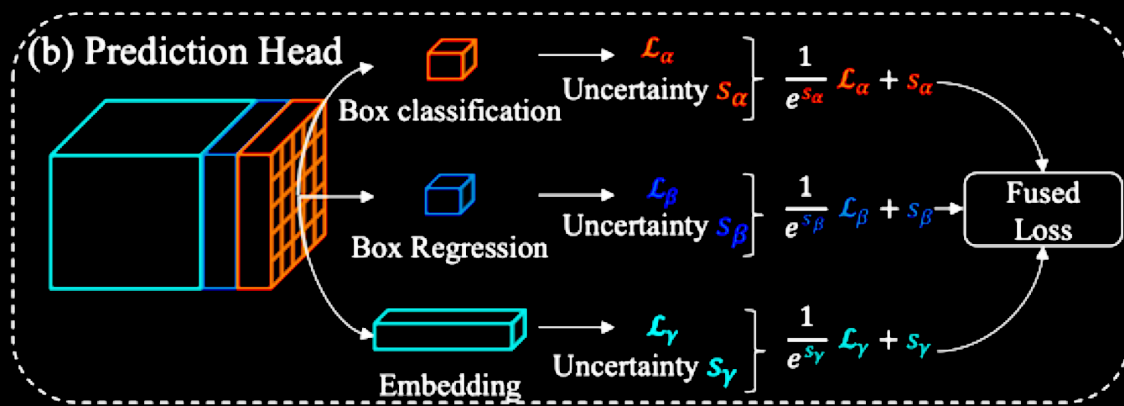 (b) Prediction Head
Box classification
ℒα
Uncertainty sα
1/e^sα ℒα + sα
Box Regression
ℒβ
Uncertainty sβ
1/e^sβ ℒβ + sβ
Fused
Loss
Embedding
ℒγ
Uncertainty sγ
1/e^sγ ℒγ + sγ